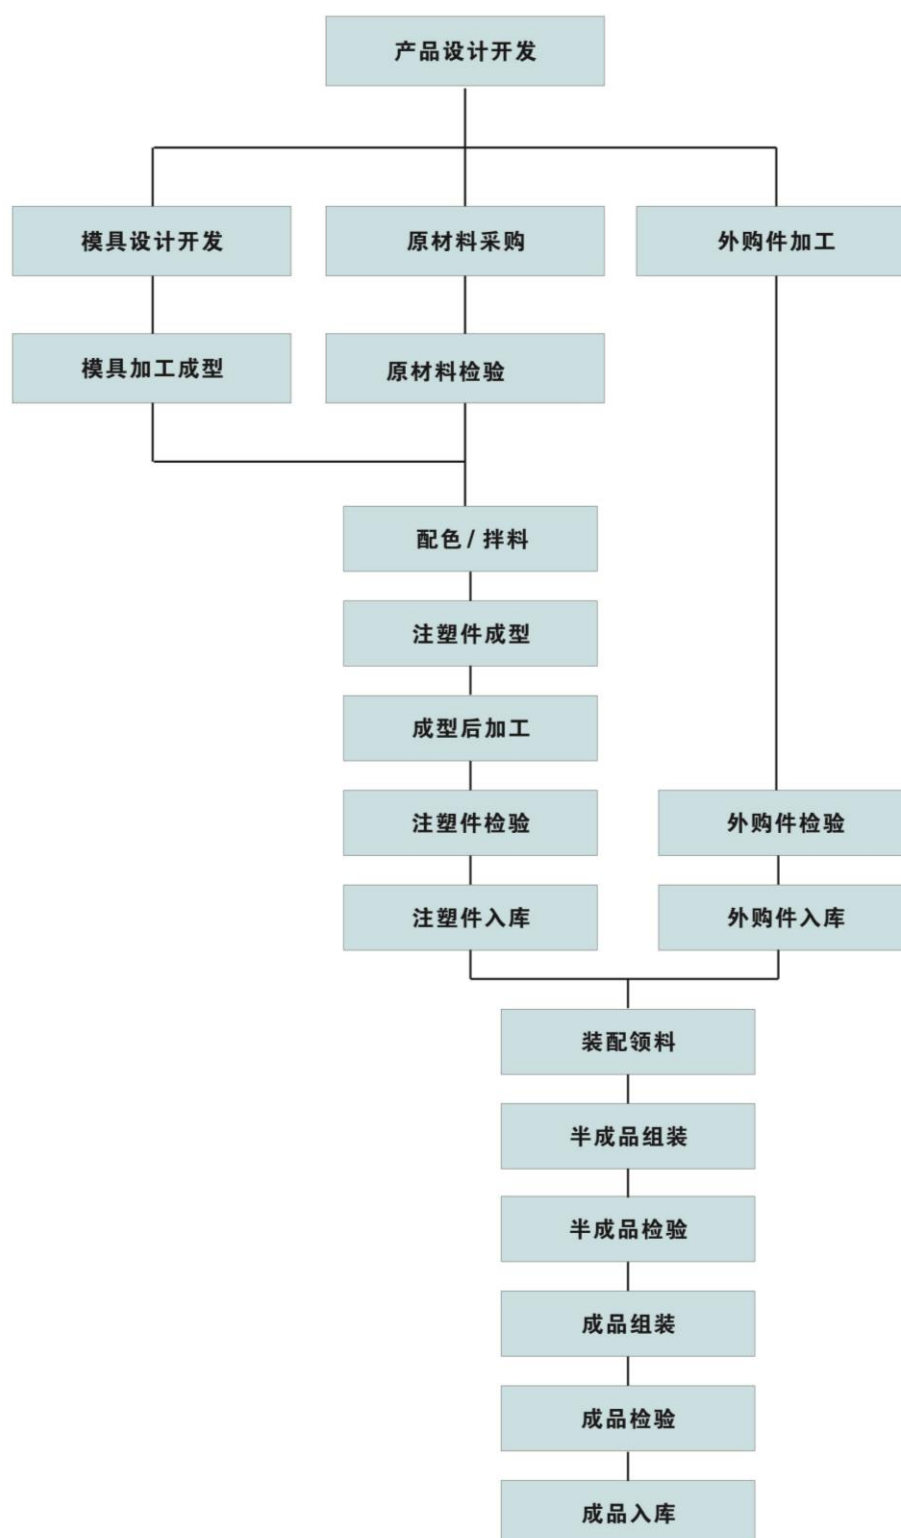 产品设计开发
模具设计开发
原材料采购
外购件加工
模具加工成型
原材料检验
配色 / 拌料
注塑件成型
成型后加工
注塑件检验
外购件检验
注塑件入库
外购件入库
装配领料
半成品组装
半成品检验
成品组装
成品检验
成品入库